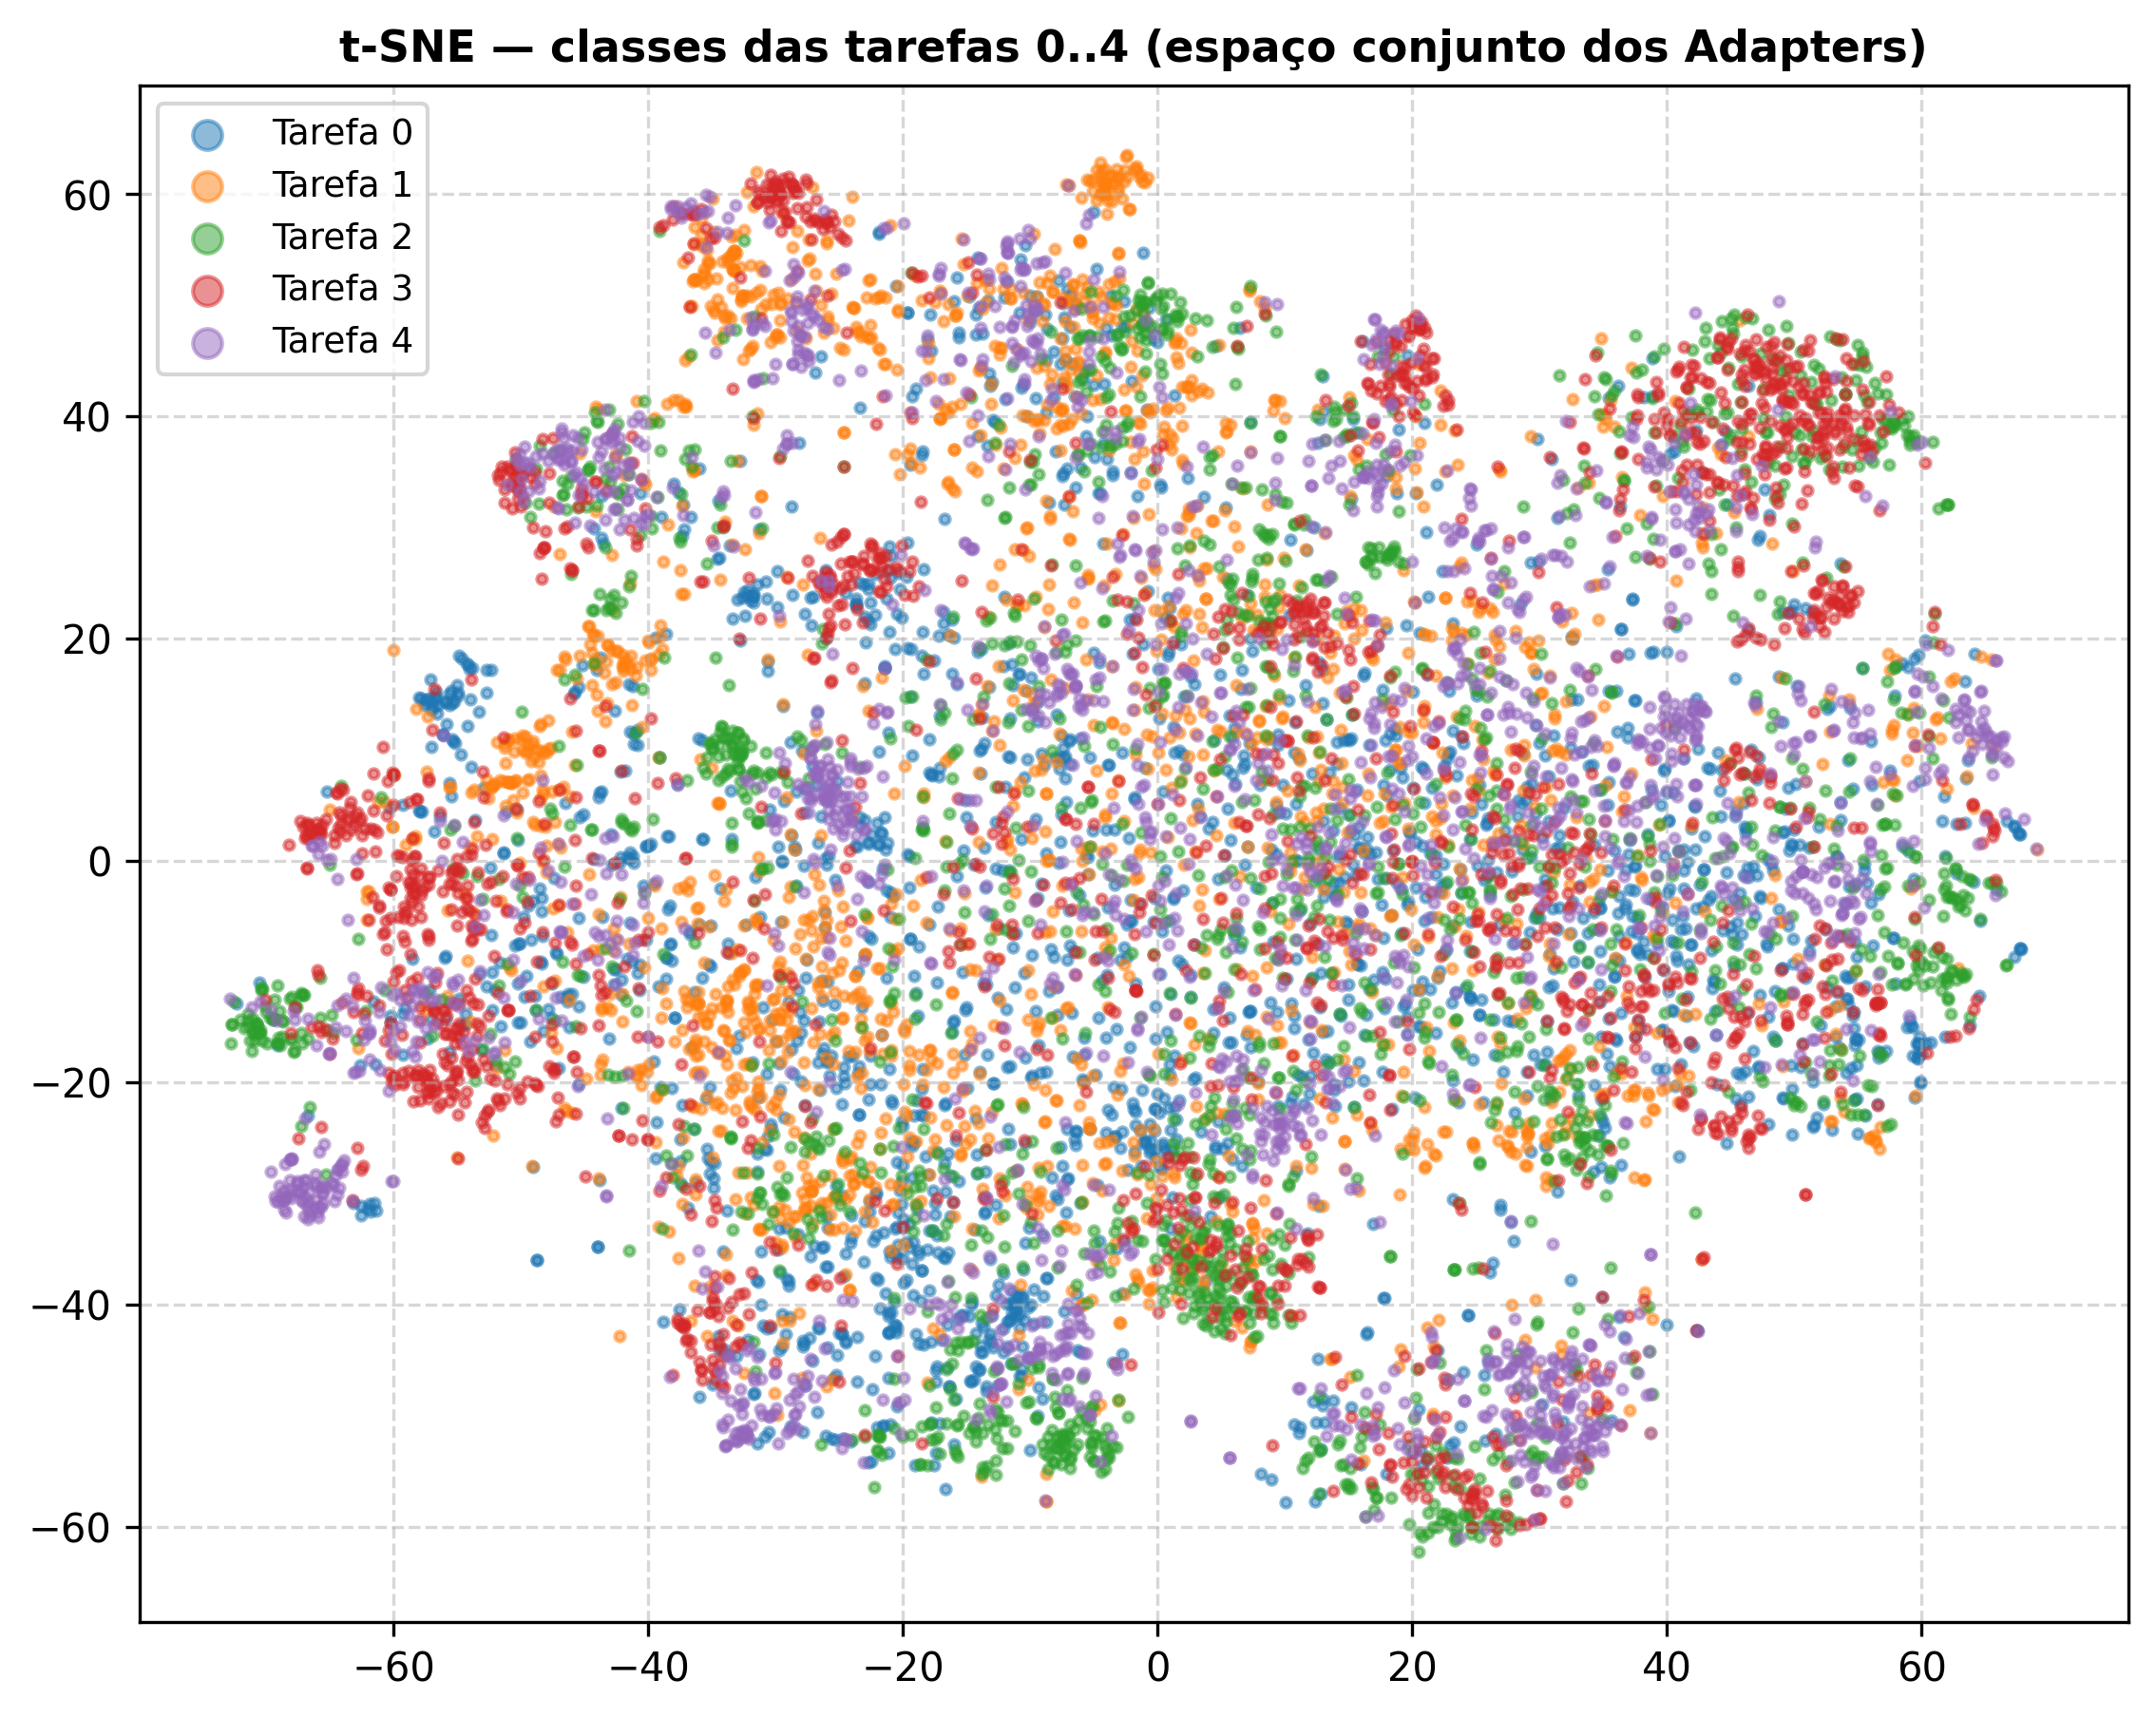 t-SNE — classes das tarefas 0..4 (espaço conjunto dos Adapters)
Tarefa 0
Tarefa 1
Tarefa 2
Tarefa 3
Tarefa 4
60
40
20
0
−20
−40
−60
−60 −40 −20 0 20 40 60